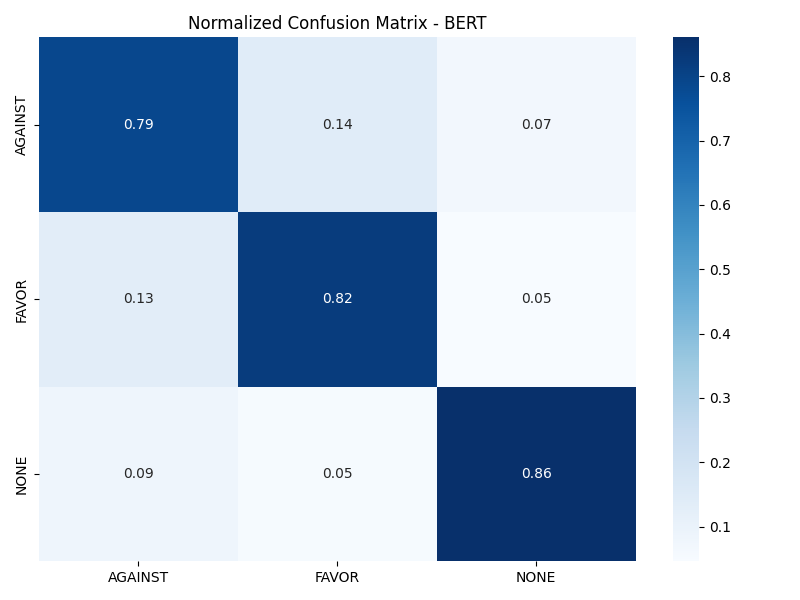 Normalized Confusion Matrix - BERT
AGAINST
0.79 0.14 0.07
FAVOR
0.13 0.82 0.05
NONE
0.09 0.05 0.86
AGAINST FAVOR NONE
0.8
0.7
0.6
0.5
0.4
0.3
0.2
0.1